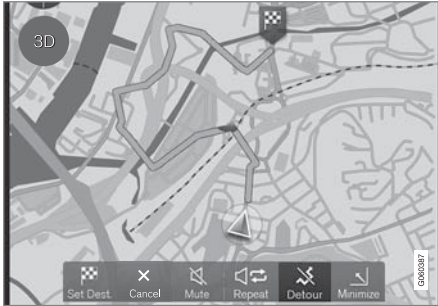 3D
Set Dest.
Cancel
Mute
Repeat
Detour
Minimize
G060387